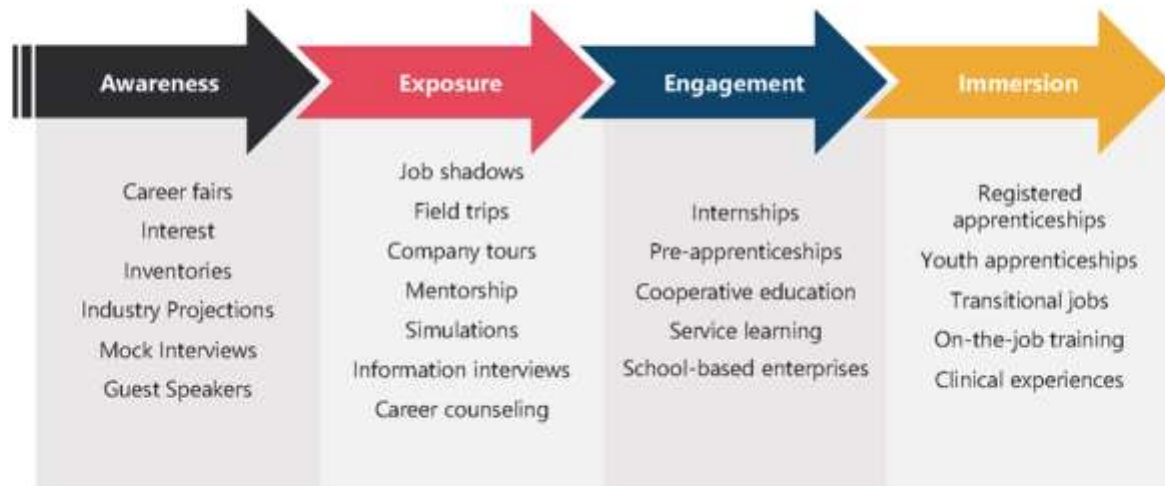 Awareness
Career fairs
Interest
Inventories
Industry Projections
Mock Interviews
Guest Speakers
Exposure
Job shadows
Field trips
Company tours
Mentorship
Simulations
Information interviews
Career counseling
Engagement
Internships
Pre-apprenticeships
Cooperative education
Service learning
School-based enterprises
Immersion
Registered
apprenticeships
Youth apprenticeships
Transitional jobs
On-the-job training
Clinical experiences